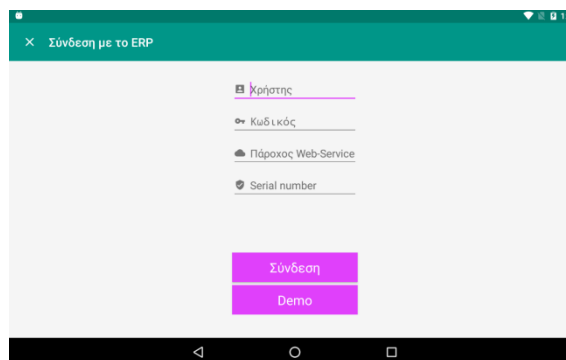 Σύνδεση με το ERP
Χρήστης
Κωδικός
Πάροχος Web-Service
Serial number
Σύνδεση
Demo